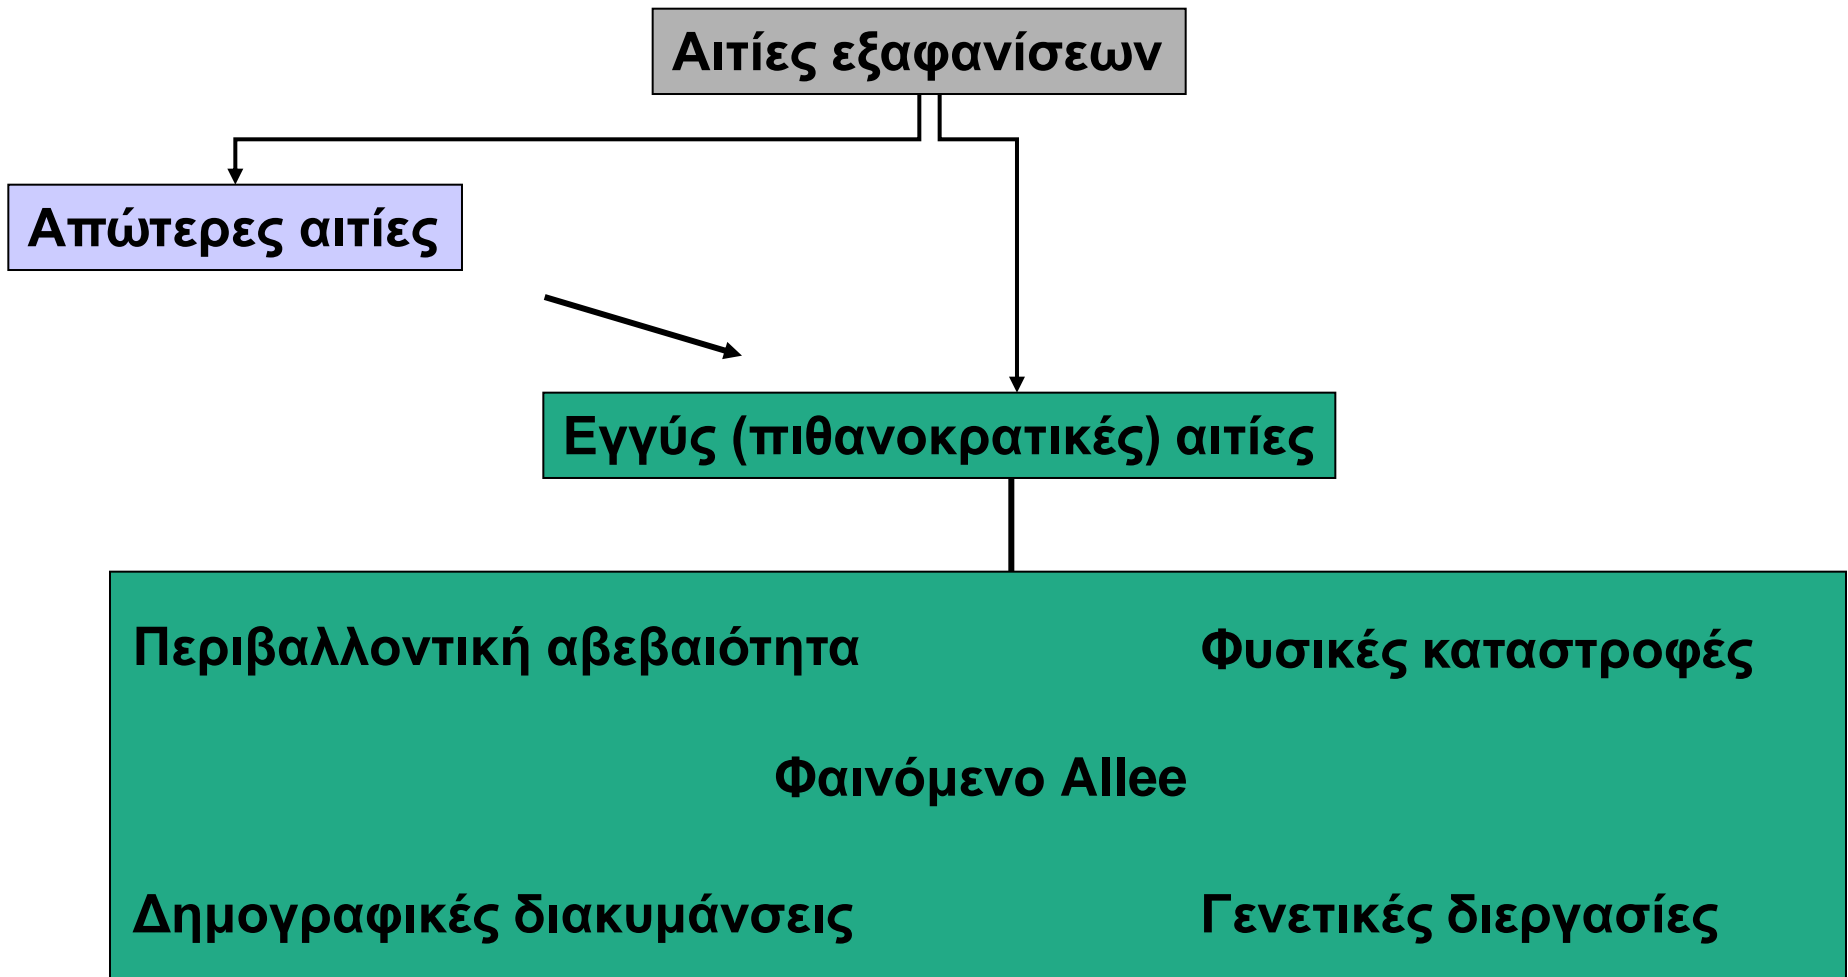 Αιτίες εξαφανίσεων
Απώτερες αιτίες
Εγγύς (πιθανοκρατικές) αιτίες
Περιβαλλοντική αβεβαιότητα
Φυσικές καταστροφές
Φαινόμενο Allee
Δημογραφικές διακυμάνσεις
Γενετικές διεργασίες